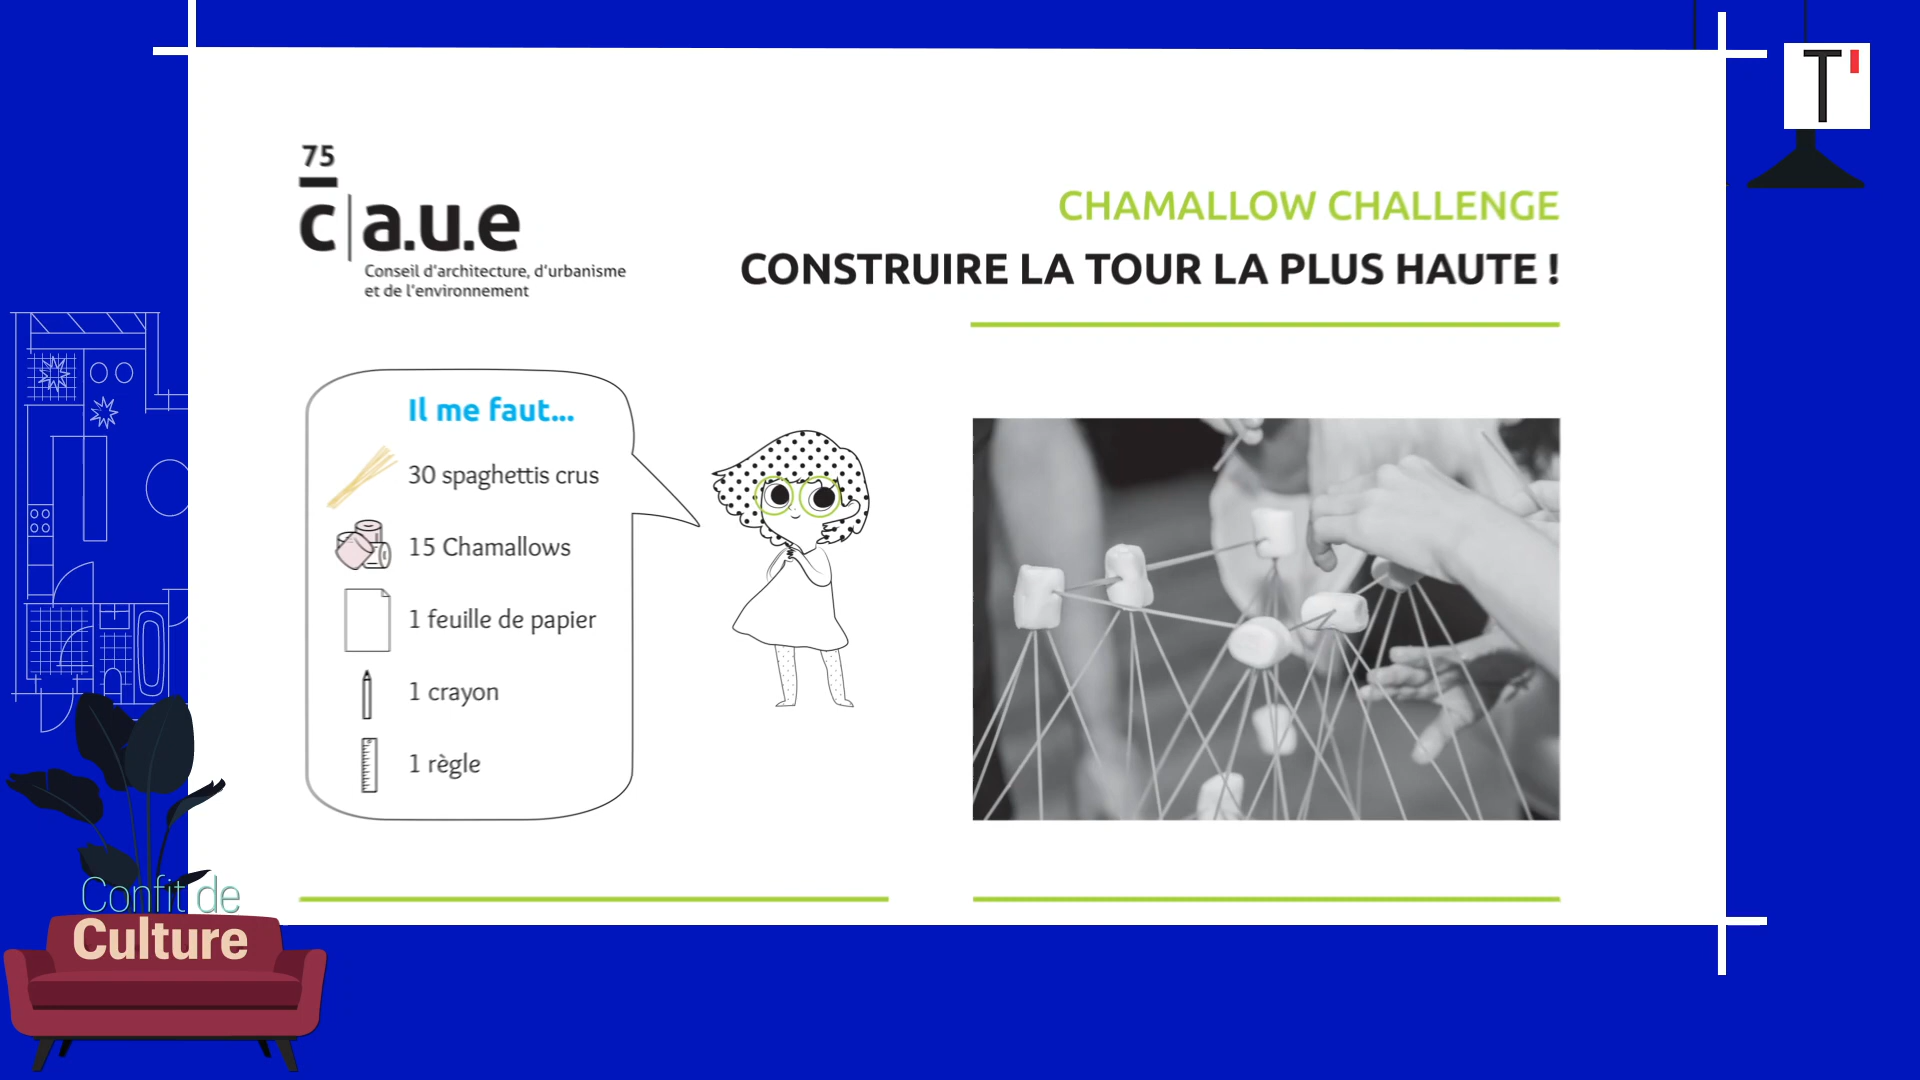 T'
75
c|a.u.e
Conseil d'architecture, d'urbanisme
et de l'environnement
CHAMALLOW CHALLENGE
CONSTRUIRE LA TOUR LA PLUS HAUTE !
Il me faut...
30 spaghettis crus
15 Chamallows
1 feuille de papier
1 crayon
1 règle
Confit de
Culture